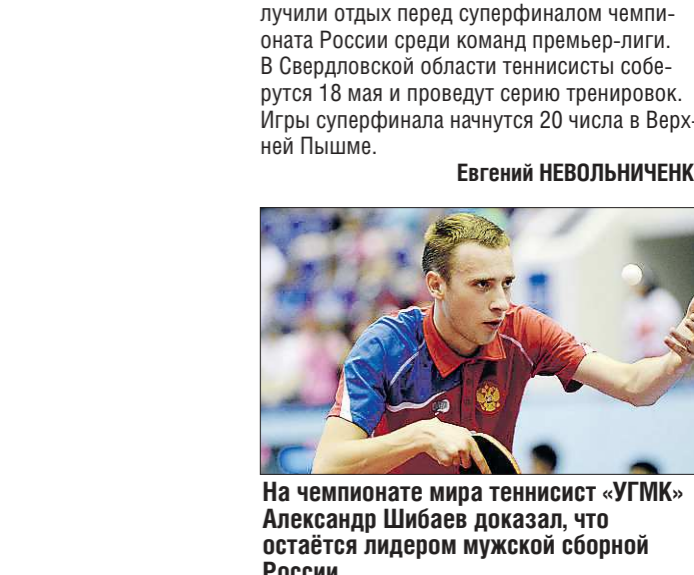 лучили отдых перед суперфиналом чемпи-
оната России среди команд премьер-лиги.
В Свердловской области теннисисты собе-
рутся 18 мая и проведут серию тренировок.
Игры суперфинала начнутся 20 числа в Верх-
ней Пышме.
Евгений НЕВОЛЬНИЧЕНК
На чемпионате мира теннисист «УГМК»
Александр Шибаев доказал, что
остаётся лидером мужской сборной
России